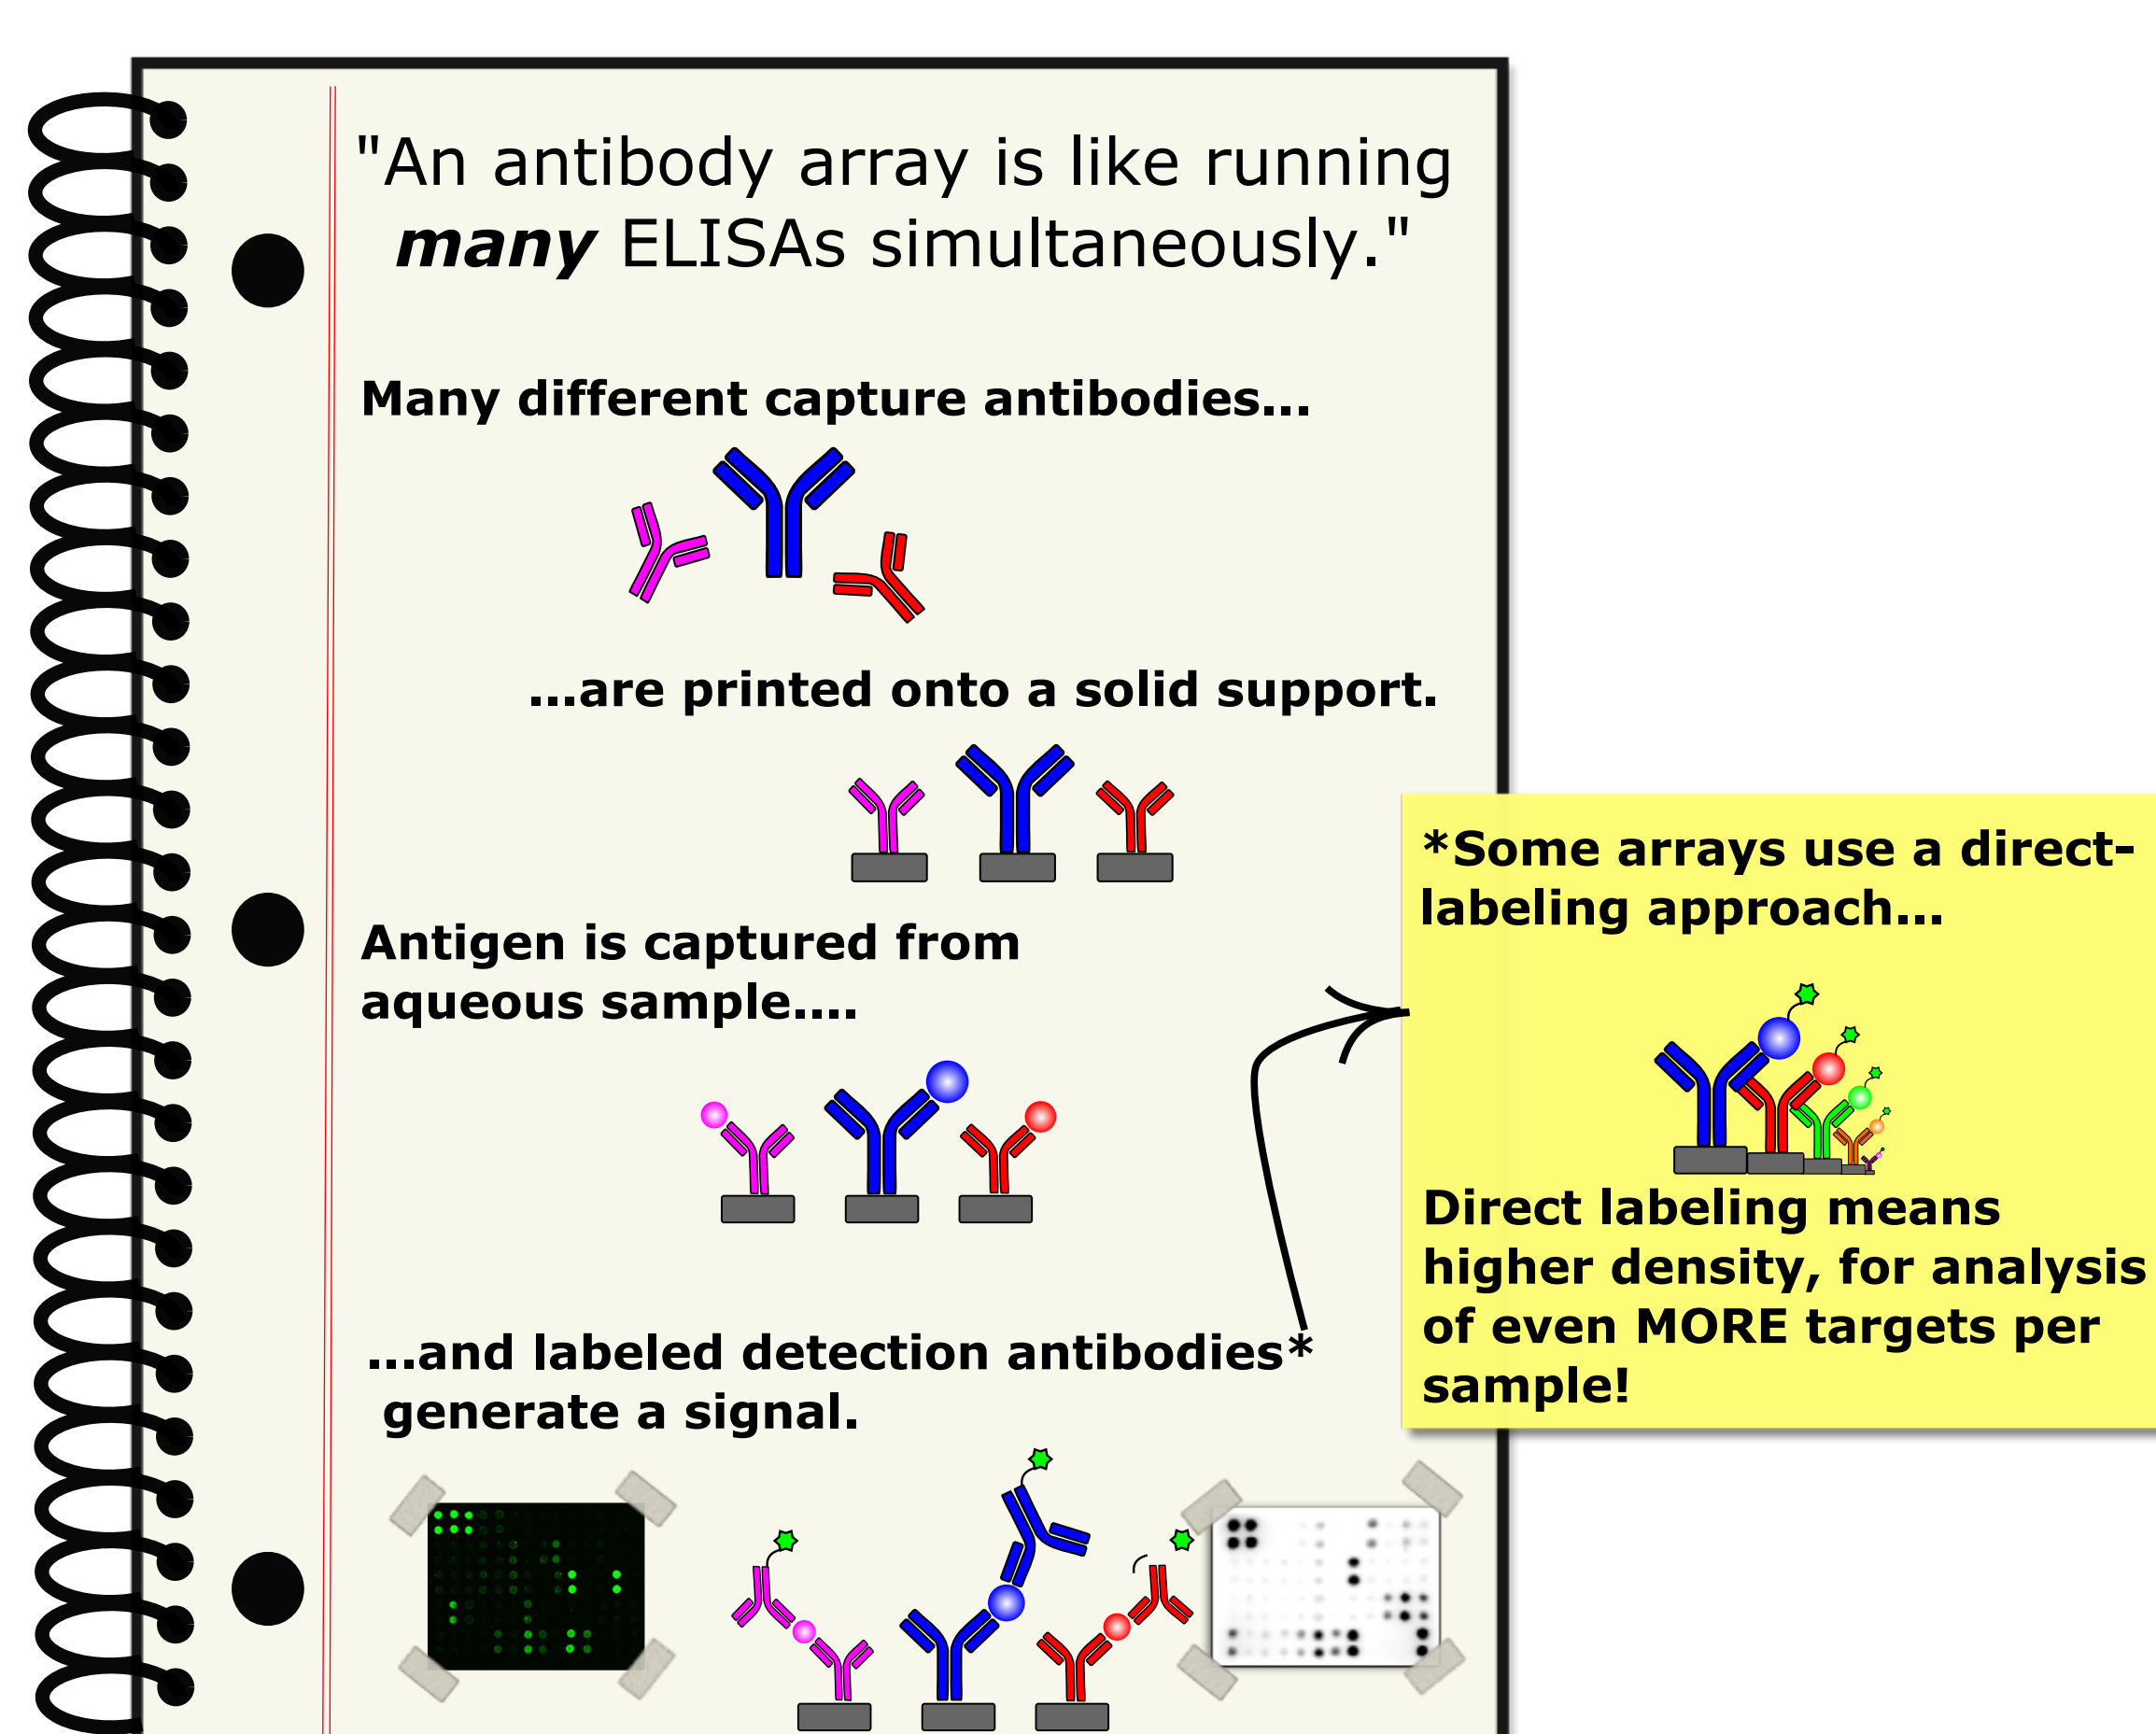 "An antibody array is like running
many ELISAs simultaneously."
Many different capture antibodies...
...are printed onto a solid support.
Antigen is captured from
aqueous sample....
...and labeled detection antibodies*
generate a signal.
*Some arrays use a direct-
labeling approach...
Direct labeling means
higher density, for analysis
of even MORE targets per
sample!